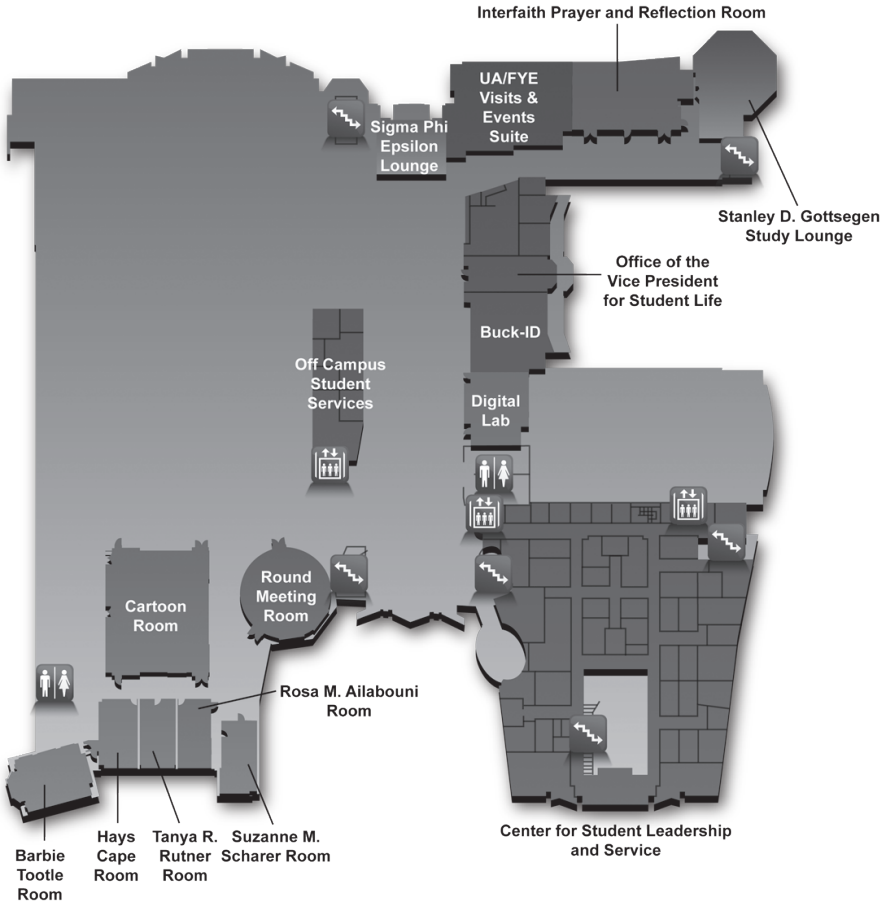 Interfaith Prayer and Reflection Room
UA/FYE
Visits &
Events
Suite
Sigma Phi
Epsilon
Lounge
Stanley D. Gottsegen
Study Lounge
Office of the
Vice President
for Student Life
Buck-ID
Off Campus
Student
Services
Digital
Lab
Round
Meeting
Room
Cartoon
Room
Rosa M. Ailabouni
Room
Barbie
Tootle
Room
Hays
Cape
Room
Tanya R.
Rutner
Room
Suzanne M.
Scharer Room
Center for Student Leadership
and Service